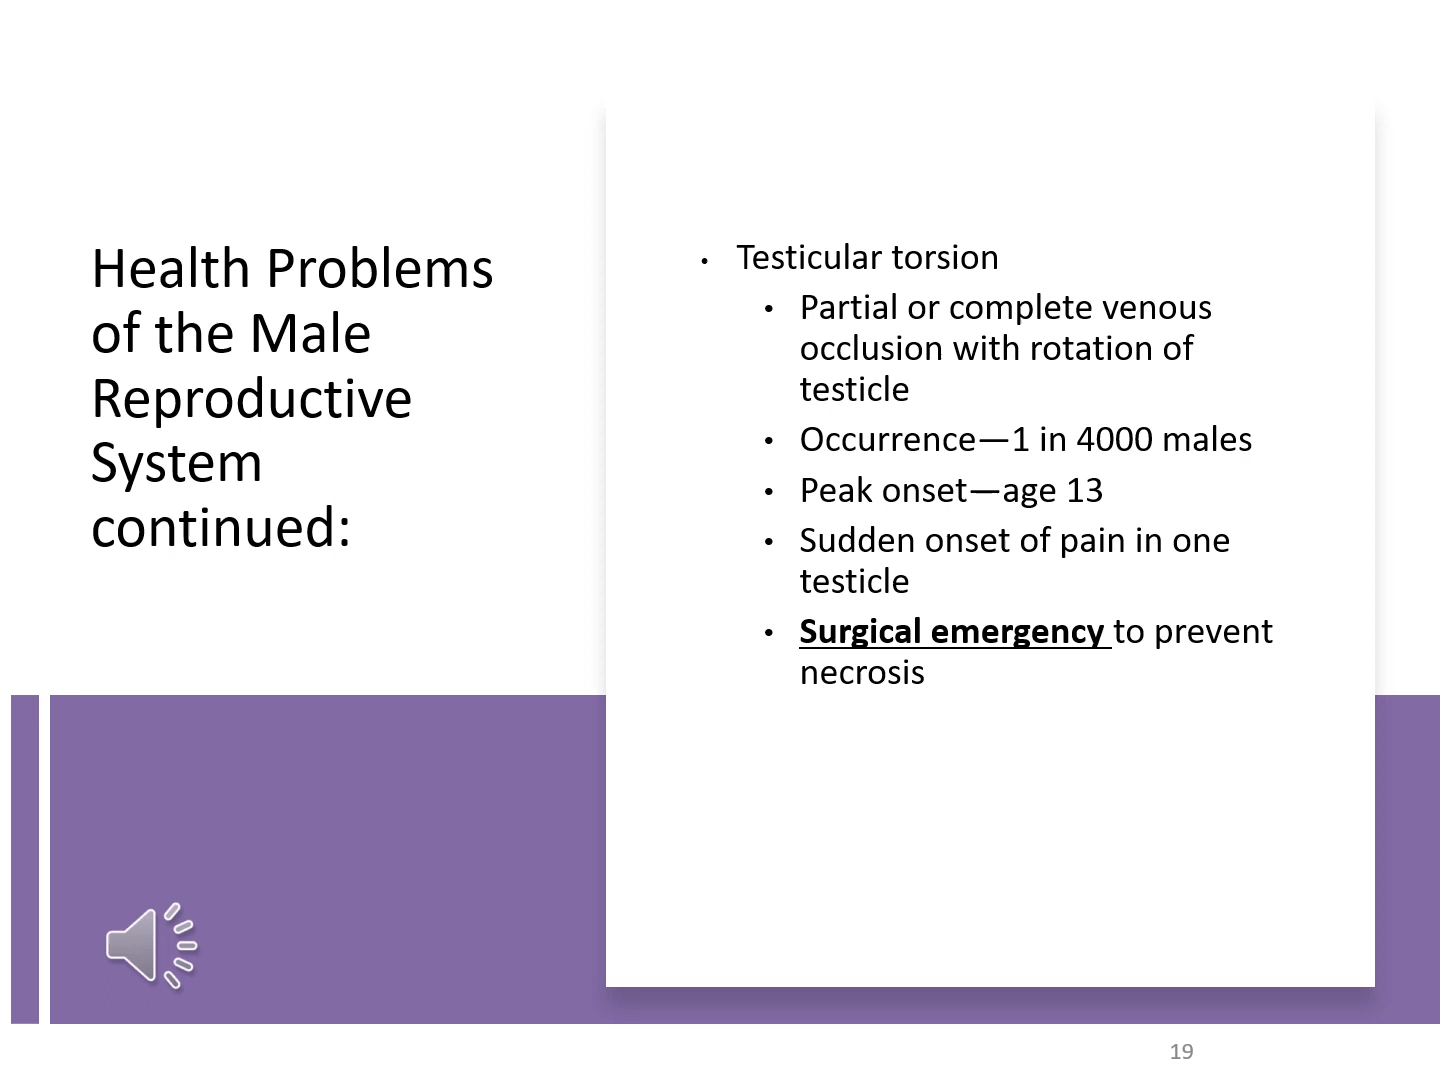 Health Problems
of the Male
Reproductive
System
continued:
• Testicular torsion
• Partial or complete venous
occlusion with rotation of
testicle
• Occurrence—1 in 4000 males
• Peak onset—age 13
• Sudden onset of pain in one
testicle
• Surgical emergency to prevent
necrosis
19